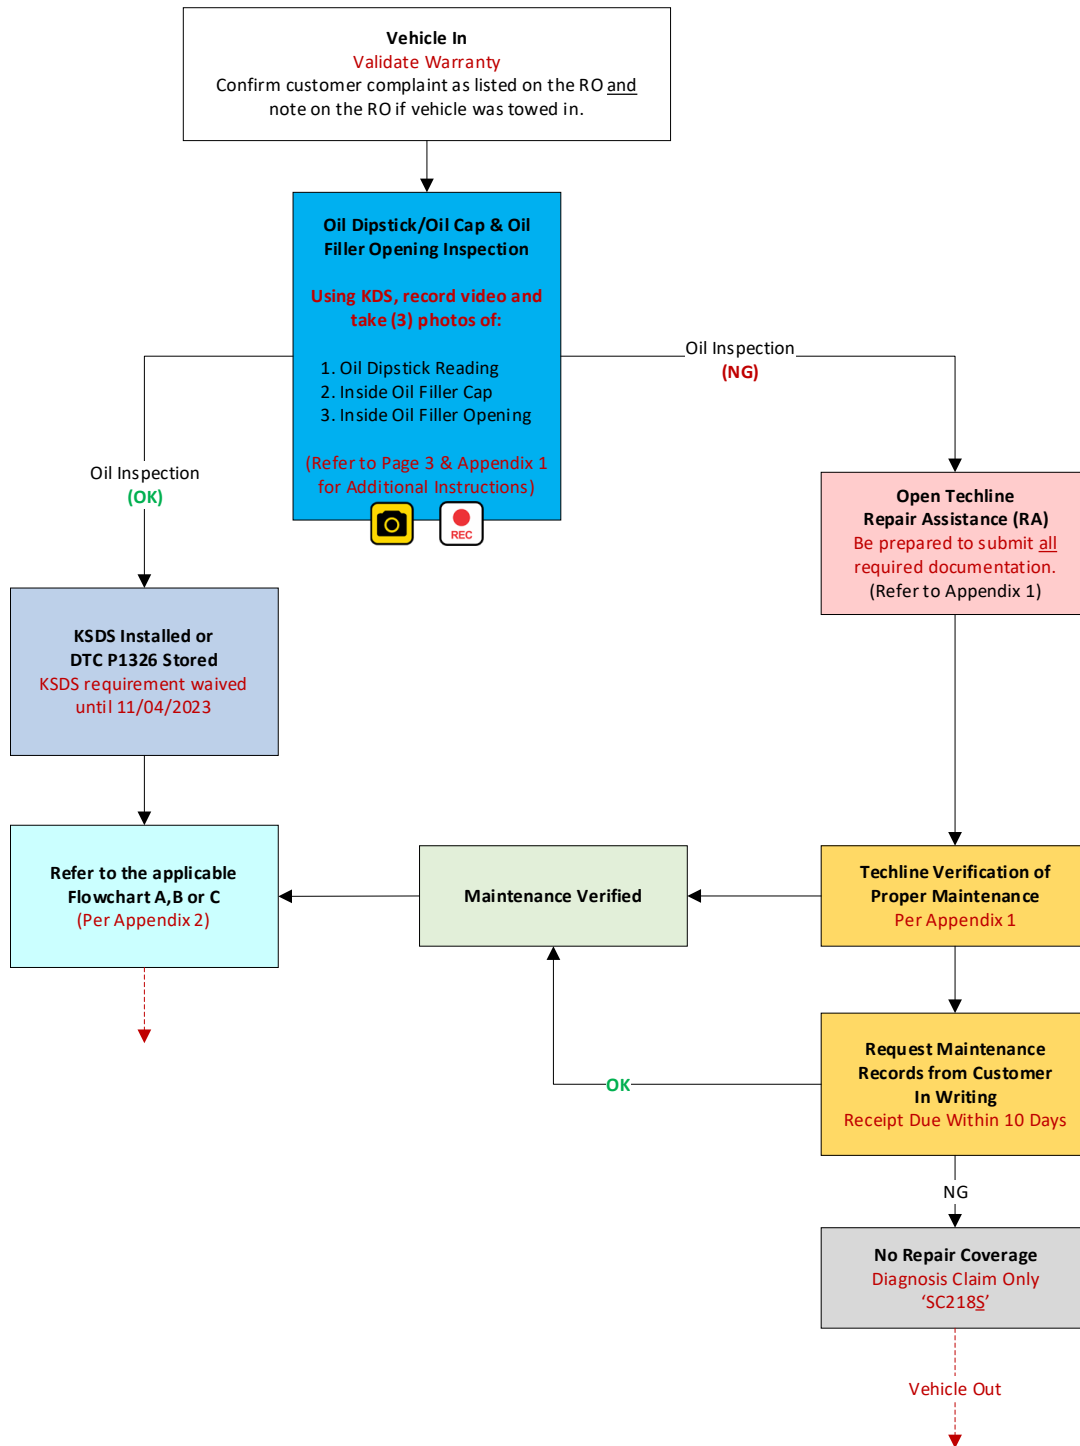 Vehicle In
Validate Warranty
Confirm customer complaint as listed on the RO and
note on the RO if vehicle was towed in.
Oil Dipstick/Oil Cap & Oil
Filler Opening Inspection
Using KDS, record video and
take (3) photos of:
1. Oil Dipstick Reading
2. Inside Oil Filler Cap
3. Inside Oil Filler Opening
(Refer to Page 3 & Appendix 1
for Additional Instructions)
REC
Oil Inspection
(NG)
Oil Inspection
(OK)
Open Techline
Repair Assistance (RA)
Be prepared to submit all
required documentation.
(Refer to Appendix 1)
KSDS Installed or
DTC P1326 Stored
KSDS requirement waived
until 11/04/2023
Refer to the applicable
Flowchart A,B or C
(Per Appendix 2)
Maintenance Verified
Techline Verification of
Proper Maintenance
Per Appendix 1
Request Maintenance
Records from Customer
In Writing
Receipt Due Within 10 Days
OK
NG
No Repair Coverage
Diagnosis Claim Only
‘SC218S’
Vehicle Out